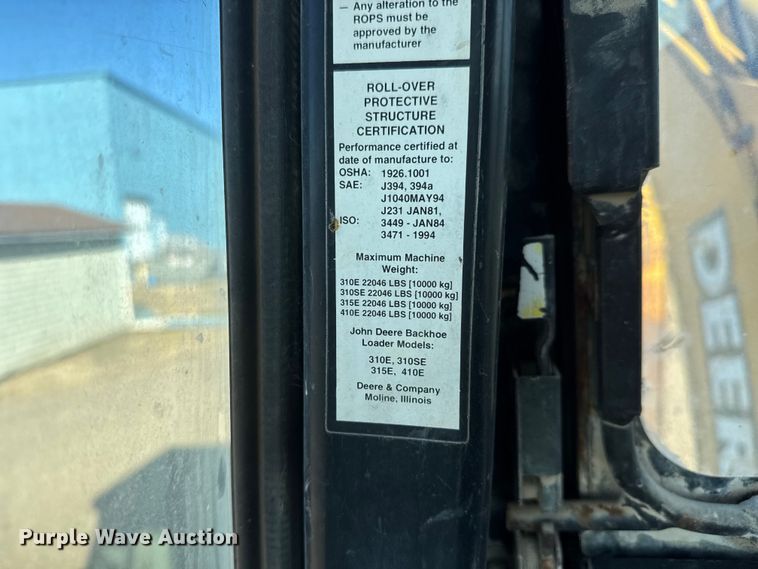 — Any alteration to the
ROPS must be
approved by the
manufacturer
ROLL-OVER
PROTECTIVE
STRUCTURE
CERTIFICATION
Performance certified at
date of manufacture to:
OSHA: 1926.1001
SAE: J394, 394a
J1040MAY94
J231 JAN81,
ISO: 3449 - JAN84
3471 - 1994
Maximum Machine
Weight:
310E 22046 LBS [10000 kg]
310SE 22046 LBS [10000 kg]
315E 22046 LBS [10000 kg]
410E 22046 LBS [10000 kg]
John Deere Backhoe
Loader Models:
310E, 310SE
315E, 410E
Deere & Company
Moline, Illinois
DEERE
Purple Wave Auction